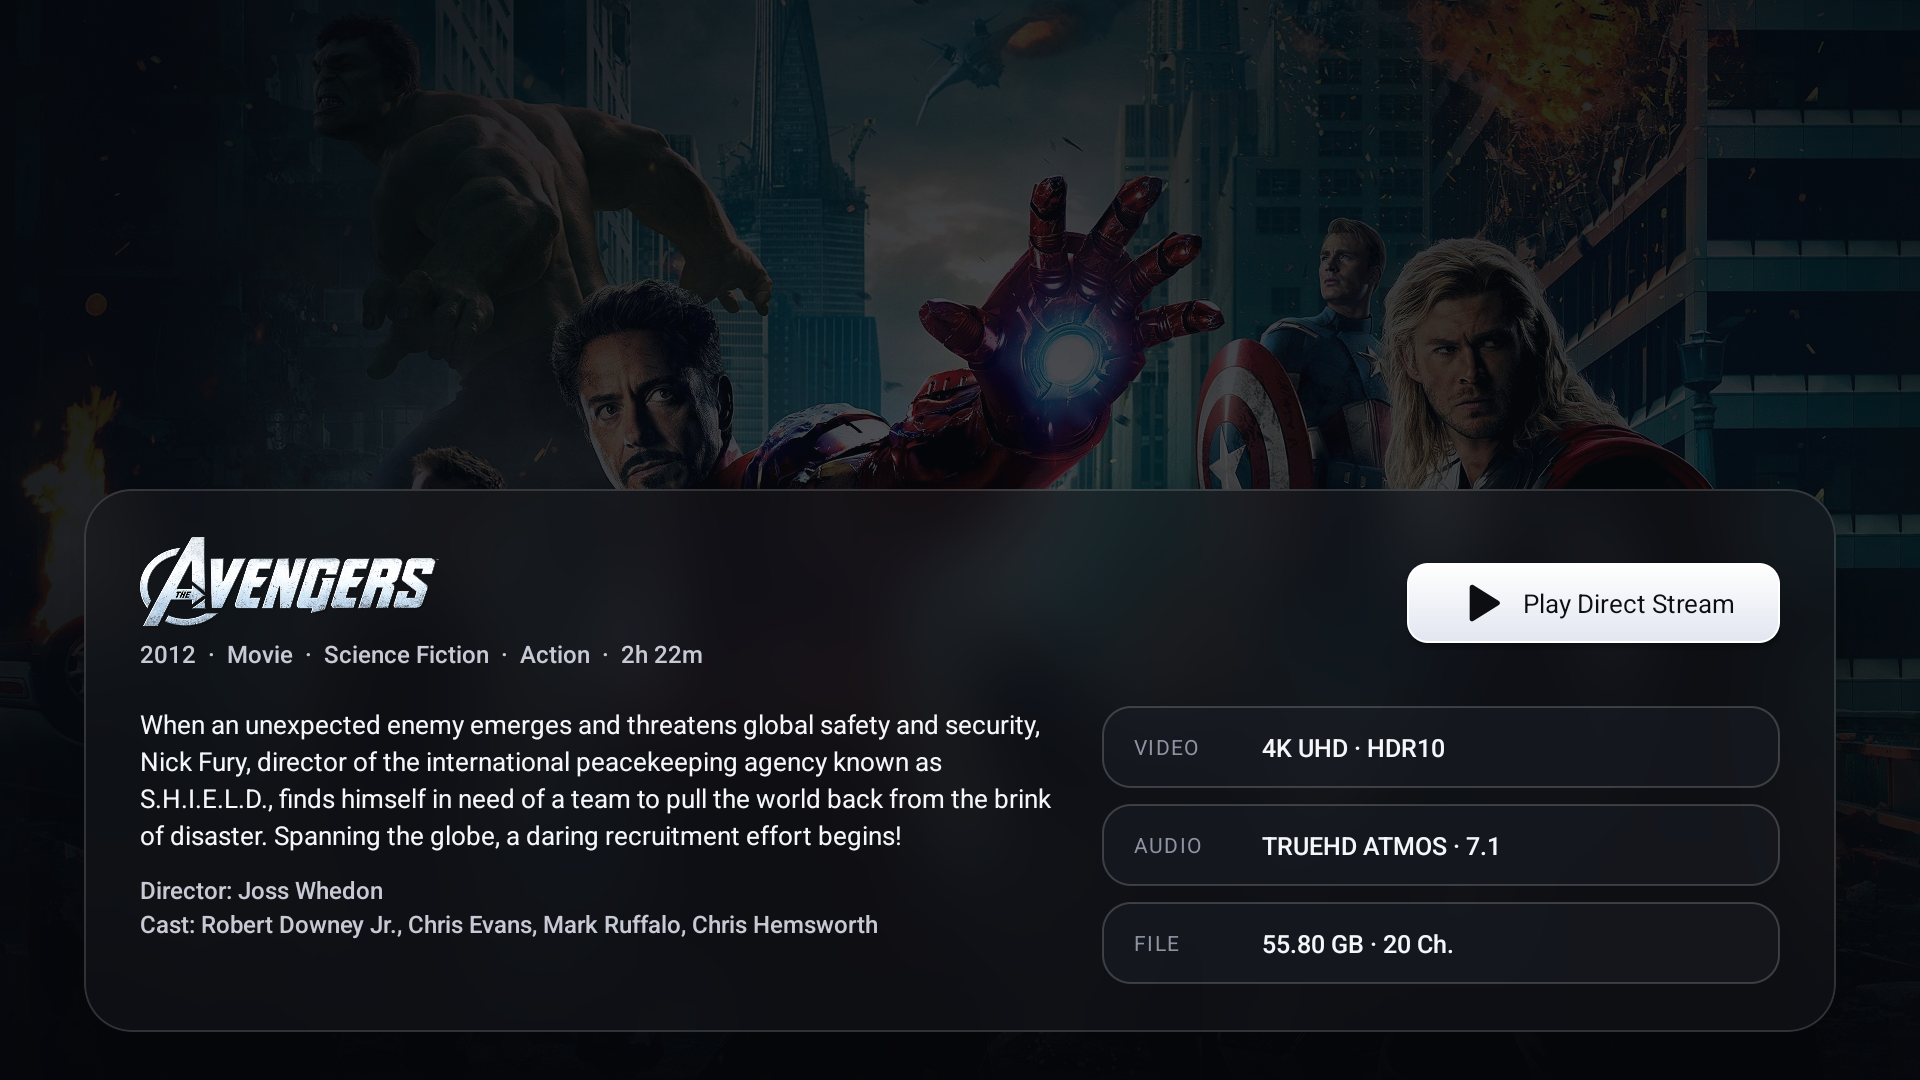 THE AVENGERS
2012 · Movie · Science Fiction · Action · 2h 22m
Play Direct Stream
When an unexpected enemy emerges and threatens global safety and security,
Nick Fury, director of the international peacekeeping agency known as
S.H.I.E.L.D., finds himself in need of a team to pull the world back from the brink
of disaster. Spanning the globe, a daring recruitment effort begins!
Director: Joss Whedon
Cast: Robert Downey Jr., Chris Evans, Mark Ruffalo, Chris Hemsworth
VIDEO 4K UHD · HDR10
AUDIO TRUEHD ATMOS · 7.1
FILE 55.80 GB · 20 Ch.